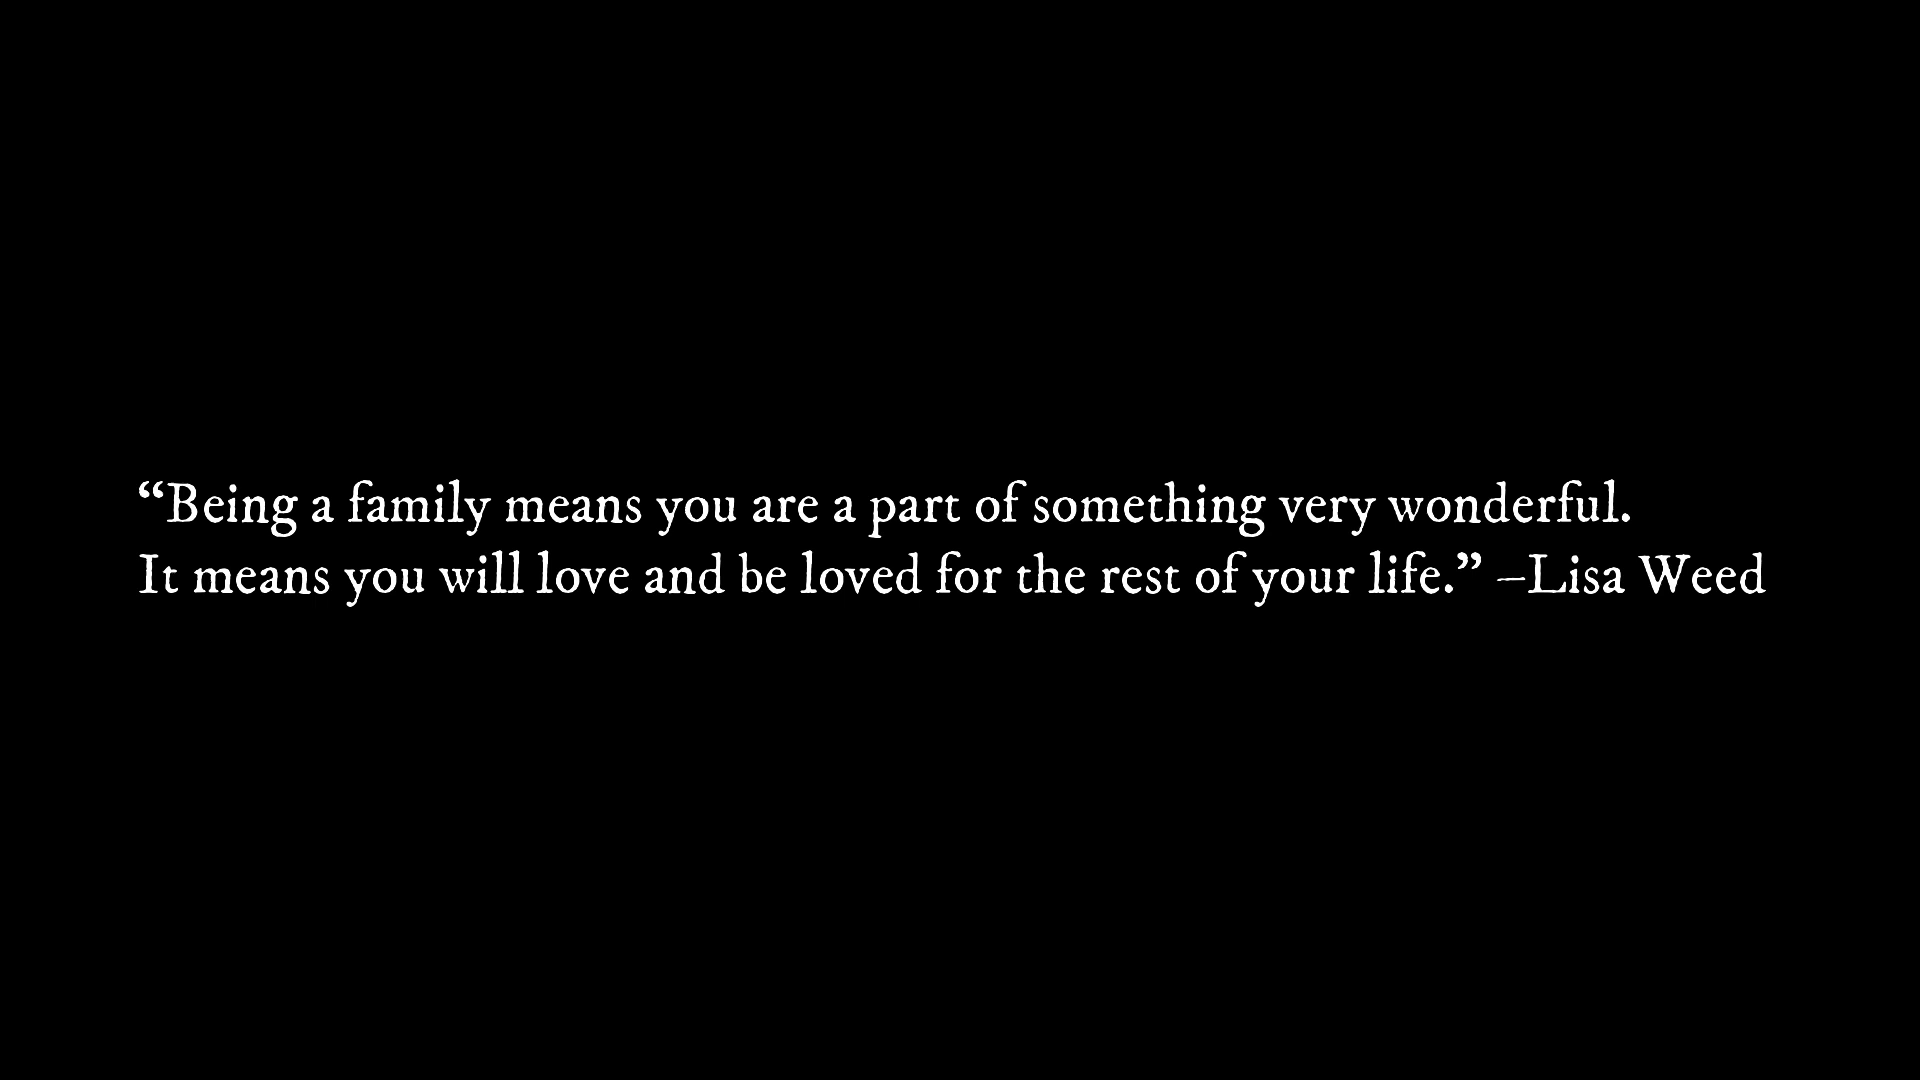 “Being a family means you are a part of something very wonderful.
It means you will love and be loved for the rest of your life.” –Lisa Weed